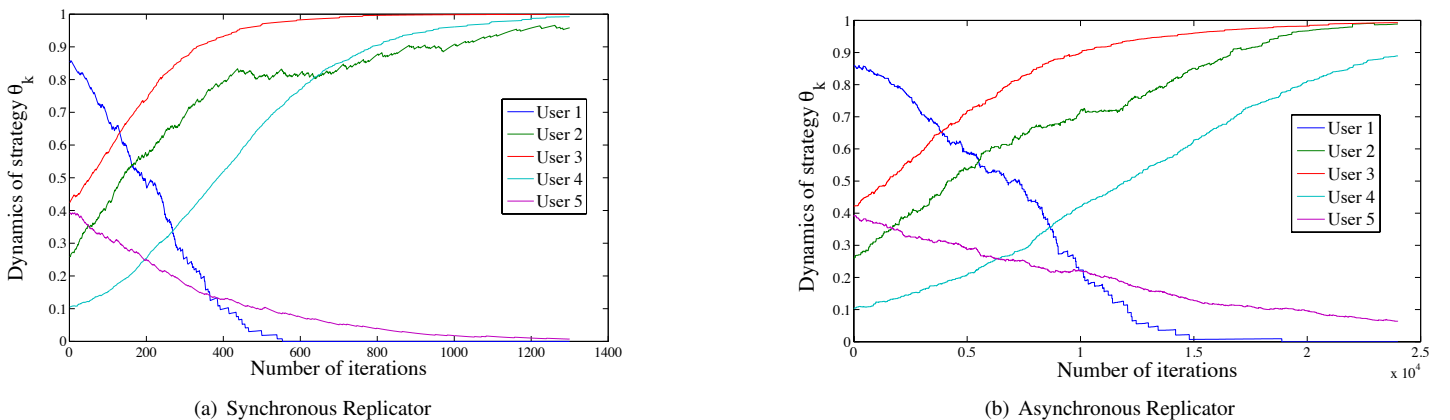 1
0.9
0.8
0.7
0.6
0.5
0.4
0.3
0.2
0.1
0
Dynamics of strategy θ_k
User 1
User 2
User 3
User 4
User 5
0 200 400 600 800 1000 1200 1400
Number of iterations
(a) Synchronous Replicator
1
0.9
0.8
0.7
0.6
0.5
0.4
0.3
0.2
0.1
0
Dynamics of strategy θ_k
User 1
User 2
User 3
User 4
User 5
0 0.5 1 1.5 2 2.5
x 10^4
Number of iterations
(b) Asynchronous Replicator